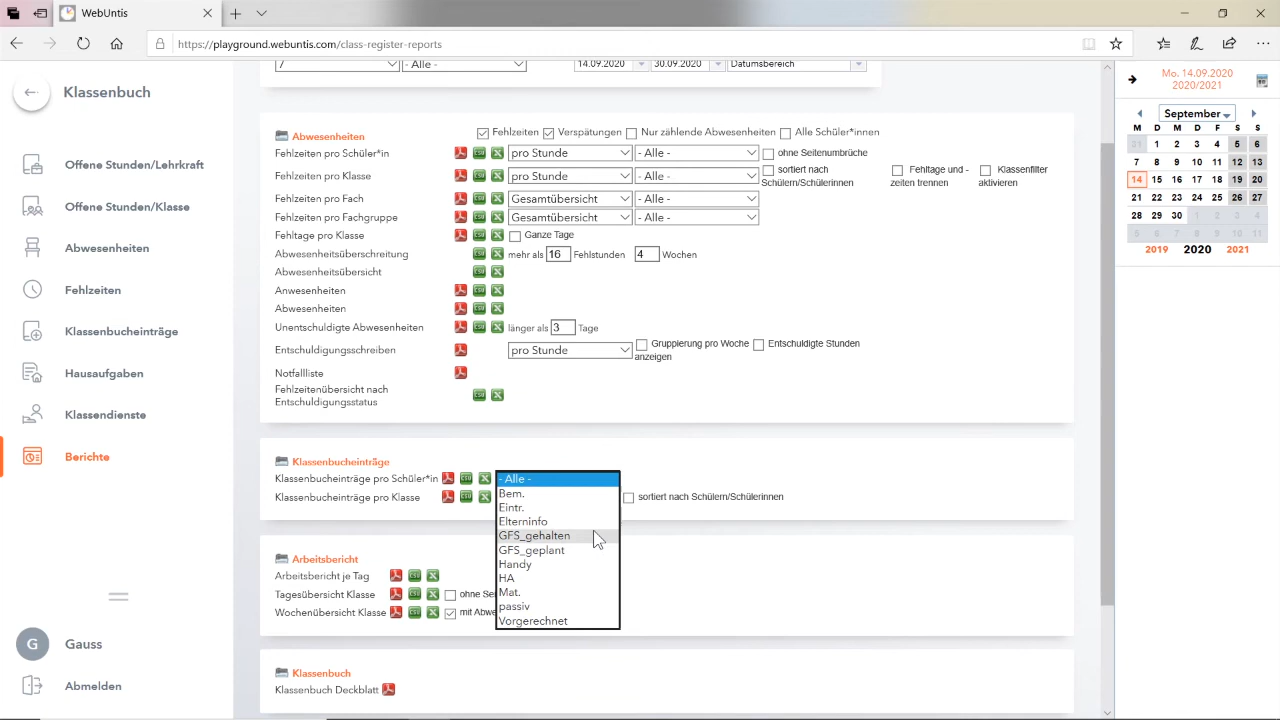 WebUntis
https://playground.webuntis.com/class-register-reports
Klassenbuch
Offene Stunden/Lehrkraft
Offene Stunden/Klasse
Abwesenheiten
Fehlzeiten
Klassenbucheinträge
Hausaufgaben
Klassendienste
Berichte
G Gauss
Abmelden
7 - Alle - 14.09.2020 30.09.2020 Datumsbereich
Abwesenheiten Fehlzeiten Verspätungen Nur zählende Abwesenheiten Alle Schüler*innen
Fehlzeiten pro Schüler*in pro Stunde - Alle - ohne Seitenumbrüche
Fehlzeiten pro Klasse pro Stunde - Alle - sortiert nach Schülern/Schülerinnen Fehltage und -zeiten trennen Klassenfilter aktivieren
Fehlzeiten pro Fach Gesamtübersicht - Alle -
Fehlzeiten pro Fachgruppe Gesamtübersicht - Alle -
Fehltage pro Klasse Ganze Tage
Abwesenheitsüberschreitung mehr als 16 Fehlstunden 4 Wochen
Abwesenheitsübersicht
Anwesenheiten
Abwesenheiten
Unentschuldigte Abwesenheiten länger als 3 Tage
Entschuldigungsschreiben pro Stunde Gruppierung pro Woche anzeigen Entschuldigte Stunden
Notfallliste
Fehlzeitenübersicht nach
Entschuldigungsstatus
Klassenbucheinträge
Klassenbucheinträge pro Schüler*in - Alle -
Klassenbucheinträge pro Klasse sortiert nach Schülern/Schülerinnen
Bem.
Eintr.
Elterninfo
GFS_gehalten
GFS_geplant
Handy
HA
Mat.
passiv
Vorgerechnet
Arbeitsbericht
Arbeitsbericht je Tag
Tagesübersicht Klasse ohne Sei
Wochenübersicht Klasse mit Abwe
Klassenbuch
Klassenbuch Deckblatt
Mo. 14.09.2020
2020/2021
September
M D M D F S S
31 1 2 3 4 5 6
7 8 9 10 11 12 13
14 15 16 17 18 19 20
21 22 23 24 25 26 27
28 29 30 1 2 3 4
5 6 7 8 9 10 11
2019 2020 2021